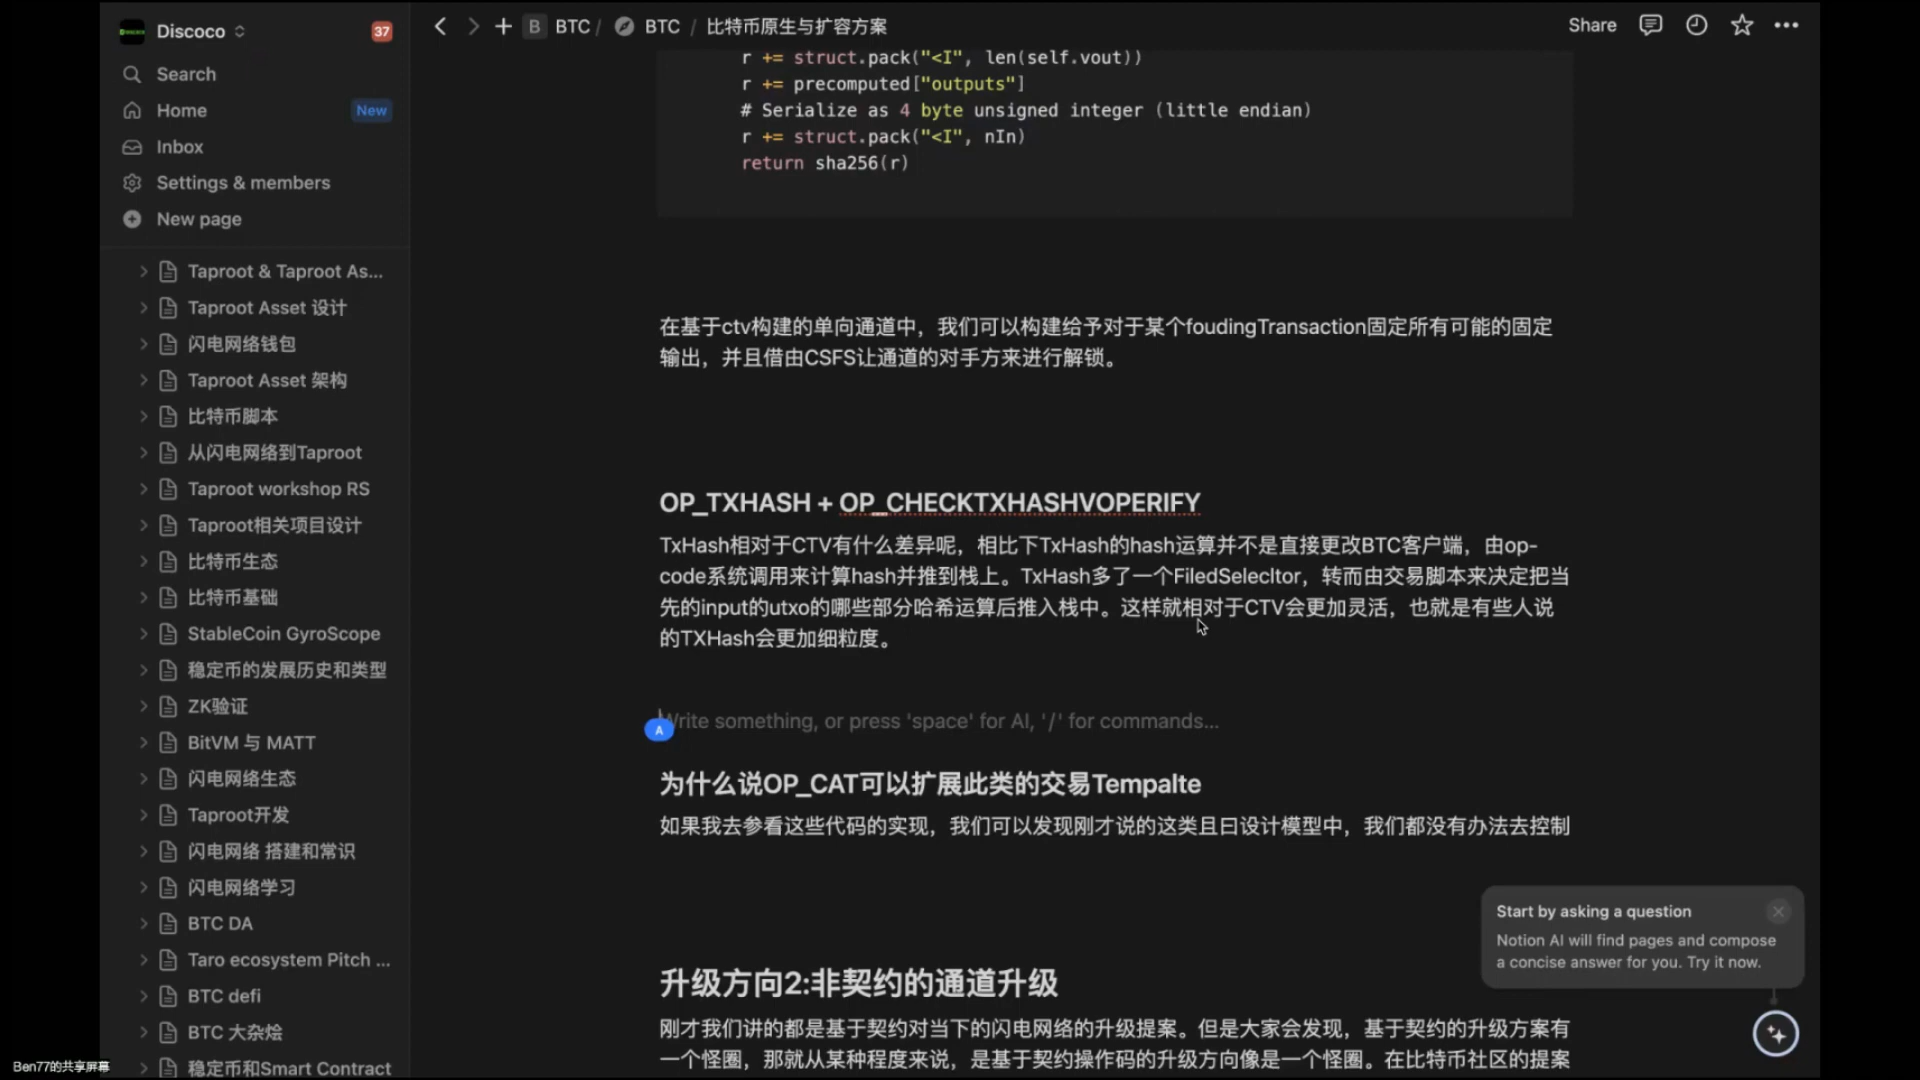 Discoco
37
Search
Home
New
Inbox
Settings & members
New page
Taproot & Taproot As...
Taproot Asset 设计
闪电网络钱包
Taproot Asset 架构
比特币脚本
从闪电网络到Taproot
Taproot workshop RS
Taproot相关项目设计
比特币生态
比特币基础
StableCoin GyroScope
稳定币的发展历史和类型
ZK验证
BitVM 与 MATT
闪电网络生态
Taproot开发
闪电网络 搭建和常识
闪电网络学习
BTC DA
Taro ecosystem Pitch ...
BTC defi
BTC 大杂烩
稳定币和Smart Contract
B BTC / BTC / 比特币原生与扩容方案
Share
r += struct.pack("<I", len(self.vout))
r += precomputed["outputs"]
# Serialize as 4 byte unsigned integer (little endian)
r += struct.pack("<I", nIn)
return sha256(r)
在基于ctv构建的单向通道中，我们可以构建给予对于某个foudingTransaction固定所有可能的固定
输出，并且借由CSFS让通道的对手方来进行解锁。
OP_TXHASH + OP_CHECKTXHASHVOPERIFY
TxHash相对于CTV有什么差异呢，相比下TxHash的hash运算并不是直接更改BTC客户端，由op-
code系统调用来计算hash并推到栈上。TxHash多了一个FiledSelecltor，转而由交易脚本来决定把当
先的input的utxo的哪些部分哈希运算后推入栈中。这样就相对于CTV会更加灵活，也就是有些人说
的TXHash会更加细粒度。
A
Write something, or press 'space' for AI, '/' for commands...
为什么说OP_CAT可以扩展此类的交易Tempalte
如果我去参看这些代码的实现，我们可以发现刚才说的这类且曰设计模型中，我们都没有办法去控制
升级方向2:非契约的通道升级
刚才我们讲的都是基于契约对当下的闪电网络的升级提案。但是大家会发现，基于契约的升级方案有
一个怪圈，那就从某种程度来说，是基于契约操作码的升级方向像是一个怪圈。在比特币社区的提案
Start by asking a question
Notion AI will find pages and compose
a concise answer for you. Try it now.
Ben77的共享屏幕